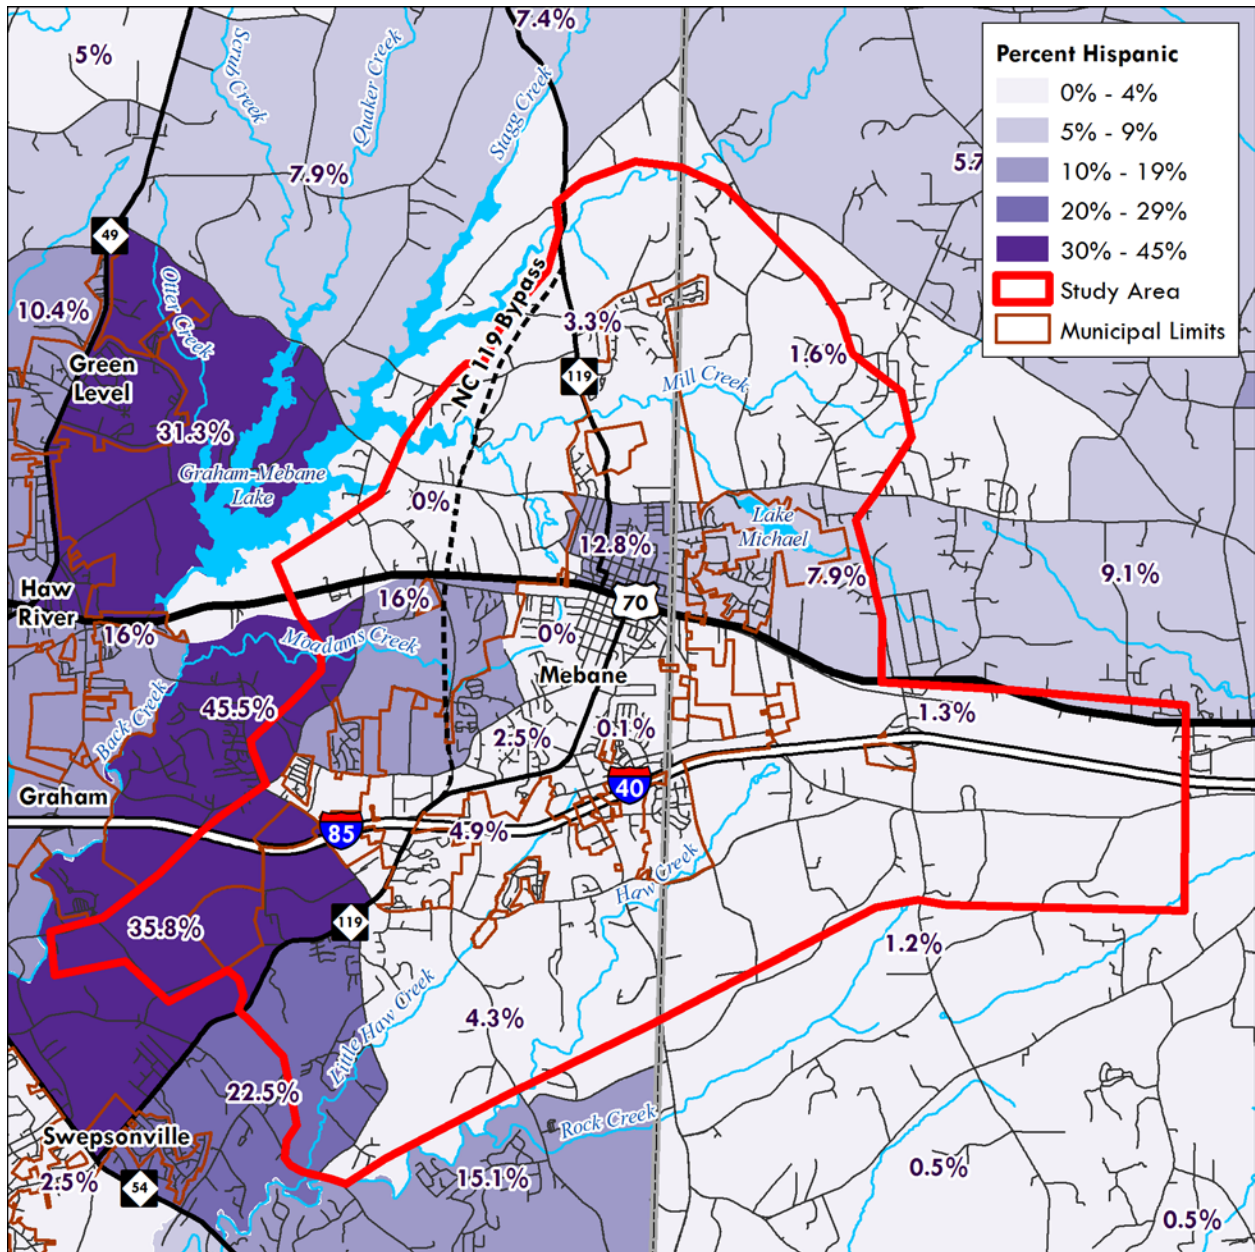 7.4%
5%
Scrub Creek
Quaker Creek
Stagg Creek
7.9%
5.7
Percent Hispanic
0% - 4%
5% - 9%
10% - 19%
20% - 29%
30% - 45%
Study Area
Municipal Limits
49
Otter Creek
10.4%
Green
Level
31.3%
Graham-Mebane
Lake
NC 119 Bypass
3.3%
119
1.6%
Mill Creek
0%
12.8%
Lake
Michael
7.9%
9.1%
Haw
River
16%
16%
70
Moadams Creek
0%
Mebane
Back Creek
45.5%
2.5%
0.1%
1.3%
40
Graham
85
4.9%
Haw Creek
35.8%
119
1.2%
Little Haw Creek
4.3%
22.5%
Rock Creek
Swepsonville
2.5%
54
15.1%
0.5%
0.5%